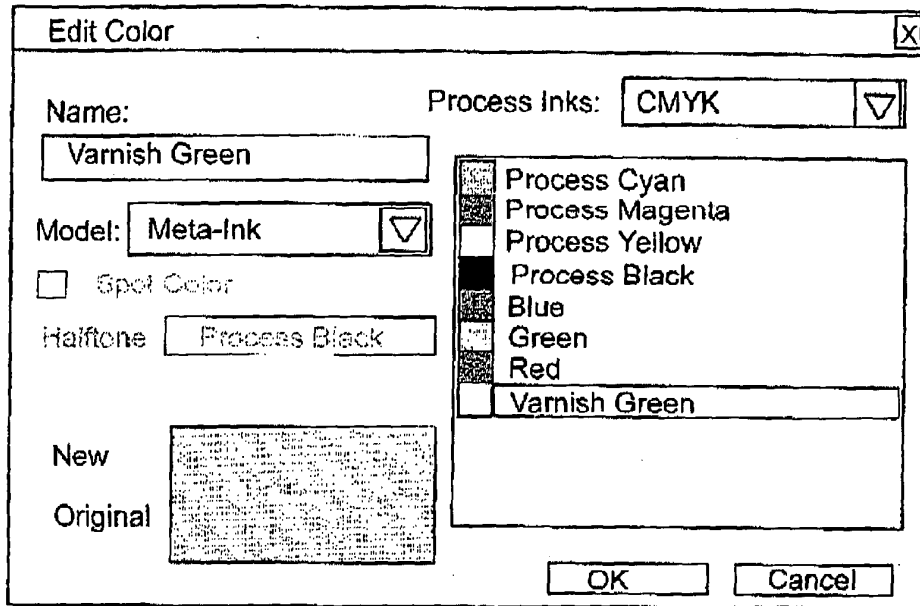 Edit Color
X
Name:
Varnish Green
Model: Meta-Ink
Spot Color
Halftone Process Black
New
Original
Process Inks: CMYK
Process Cyan
Process Magenta
Process Yellow
Process Black
Blue
Green
Red
Varnish Green
OK Cancel